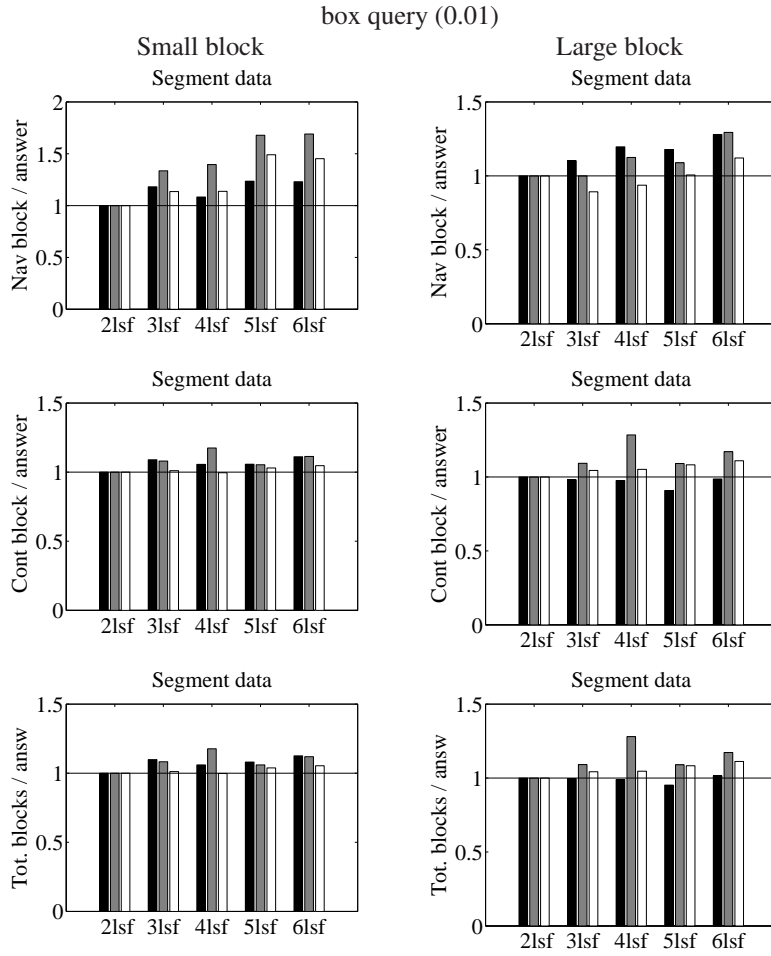 box query (0.01)
Small block
Large block
Segment data
2
1.5
1
0.5
0
Nav block / answer
2lsf 3lsf 4lsf 5lsf 6lsf
Segment data
1.5
1
0.5
0
Nav block / answer
2lsf 3lsf 4lsf 5lsf 6lsf
Segment data
1.5
1
0.5
0
Cont block / answer
2lsf 3lsf 4lsf 5lsf 6lsf
Segment data
1.5
1
0.5
0
Cont block / answer
2lsf 3lsf 4lsf 5lsf 6lsf
Segment data
1.5
1
0.5
0
Tot. blocks / answ
2lsf 3lsf 4lsf 5lsf 6lsf
Segment data
1.5
1
0.5
0
Tot. blocks / answ
2lsf 3lsf 4lsf 5lsf 6lsf